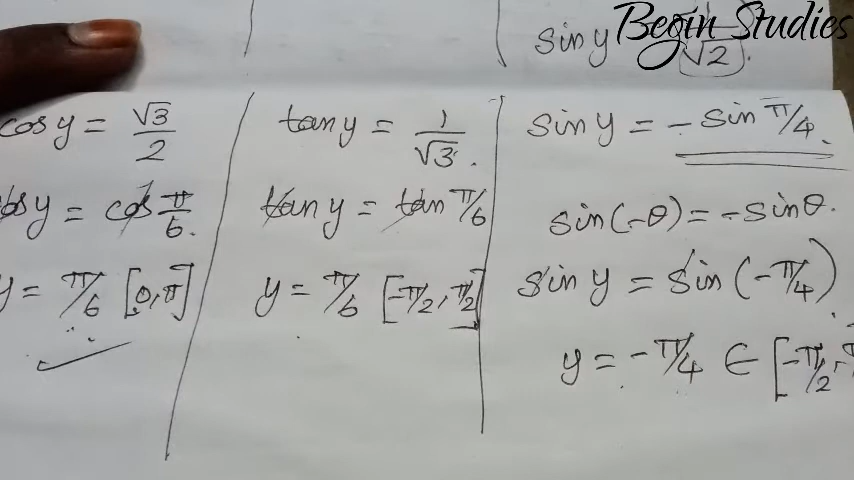 Begin Studies
sin y
√2
cos y = √3/2
cos y = cos π/6.
y = π/6 [0, π]
tan y = 1/√3.
tan y = tan π/6
y = π/6 [-π/2, π/2]
sin y = - sin π/4.
sin(-θ) = - sin θ.
sin y = sin (-π/4).
y = - π/4 ∈ [-π/2,